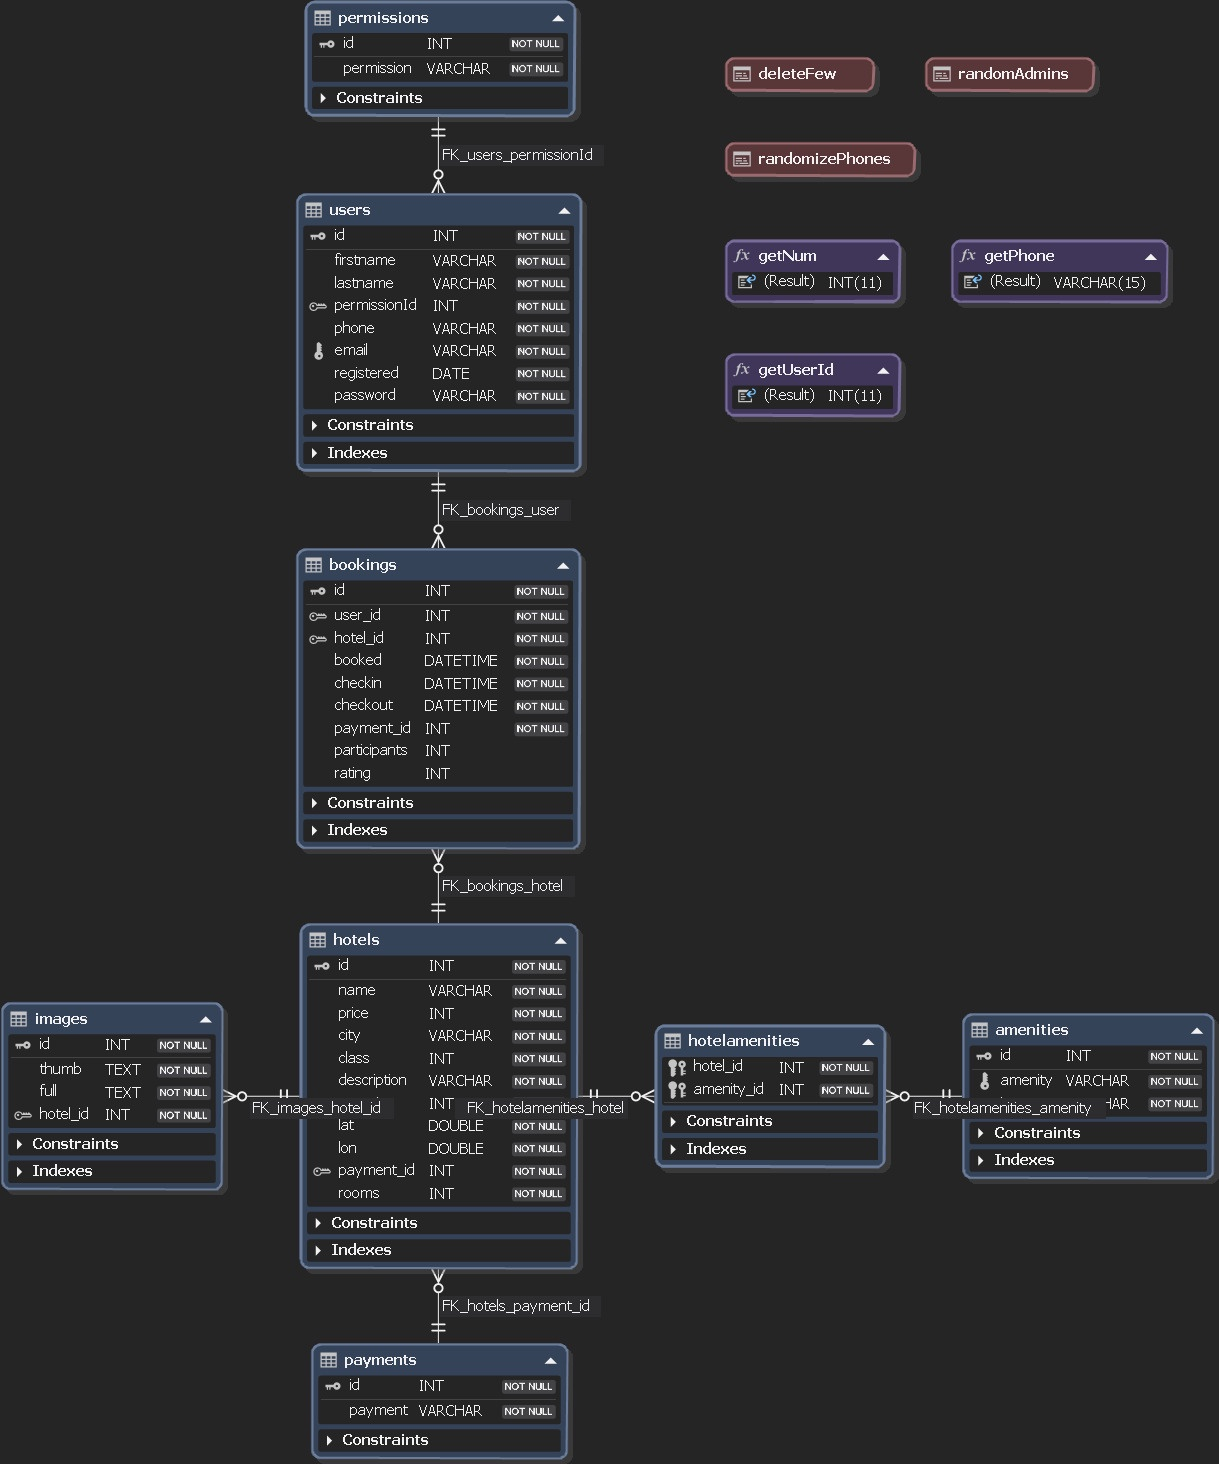 permissions
id INT NOT NULL
permission VARCHAR NOT NULL
Constraints
FK_users_permissionId
users
id INT NOT NULL
firstname VARCHAR NOT NULL
lastname VARCHAR NOT NULL
permissionId INT NOT NULL
phone VARCHAR NOT NULL
email VARCHAR NOT NULL
registered DATE NOT NULL
password VARCHAR NOT NULL
Constraints
Indexes
FK_bookings_user
bookings
id INT NOT NULL
user_id INT NOT NULL
hotel_id INT NOT NULL
booked DATETIME NOT NULL
checkin DATETIME NOT NULL
checkout DATETIME NOT NULL
payment_id INT NOT NULL
participants INT
rating INT
Constraints
Indexes
FK_bookings_hotel
hotels
id INT NOT NULL
name VARCHAR NOT NULL
price INT NOT NULL
city VARCHAR NOT NULL
class INT NOT NULL
description VARCHAR NOT NULL
INT
lat DOUBLE NOT NULL
lon DOUBLE NOT NULL
payment_id INT NOT NULL
rooms INT NOT NULL
Constraints
Indexes
FK_hotels_payment_id
payments
id INT NOT NULL
payment VARCHAR NOT NULL
Constraints
images
id INT NOT NULL
thumb TEXT NOT NULL
full TEXT NOT NULL
hotel_id INT NOT NULL
Constraints
Indexes
FK_images_hotel_id
FK_hotelamenities_hotel
hotelamenities
hotel_id INT NOT NULL
amenity_id INT NOT NULL
Constraints
Indexes
FK_hotelamenities_amenity
amenities
id INT NOT NULL
amenity VARCHAR NOT NULL
NOT NULL
Constraints
Indexes
deleteFew
randomAdmins
randomizePhones
fx getNum
(Result) INT(11)
fx getPhone
(Result) VARCHAR(15)
fx getUserId
(Result) INT(11)